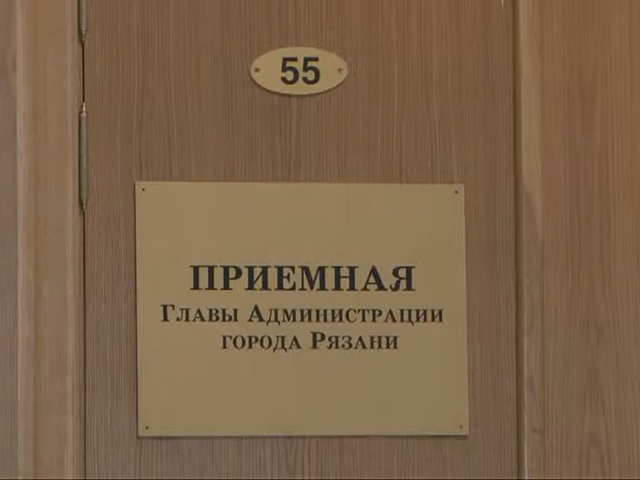 55
ПРИЕМНАЯ
Главы Администрации
города Рязани